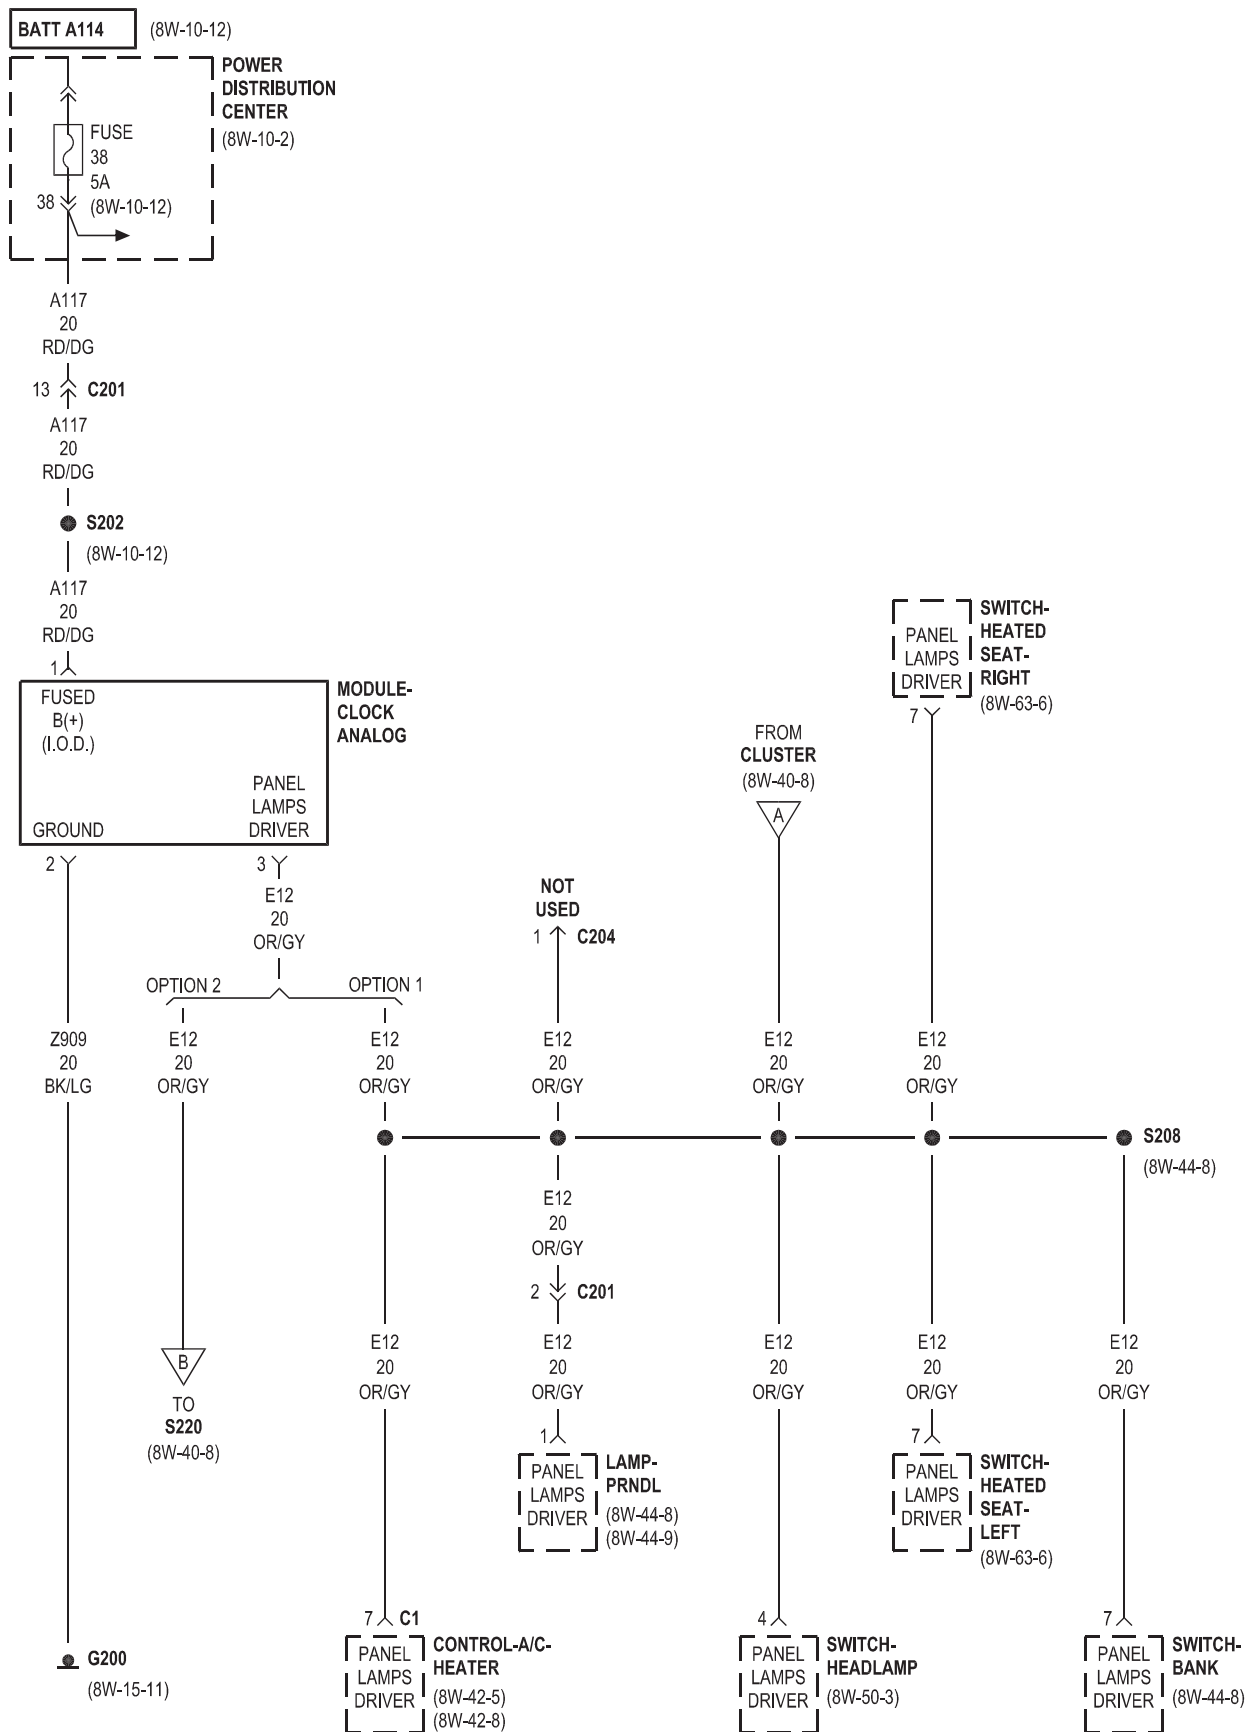 BATT A114 (8W-10-12)
POWER
DISTRIBUTION
CENTER
(8W-10-2)
FUSE
38
5A
38 (8W-10-12)
A117
20
RD/DG
13 C201
A117
20
RD/DG
S202
(8W-10-12)
A117
20
RD/DG
1
FUSED
B(+)
(I.O.D.)
MODULE-
CLOCK
ANALOG
PANEL
LAMPS
DRIVER
GROUND
2
3
E12
20
OR/GY
OPTION 2
OPTION 1
Z909
20
BK/LG
E12
20
OR/GY
E12
20
OR/GY
NOT
USED
1 C204
E12
20
OR/GY
FROM
CLUSTER
(8W-40-8)
A
E12
20
OR/GY
SWITCH-
HEATED
SEAT-
RIGHT
(8W-63-6)
PANEL
LAMPS
DRIVER
7
E12
20
OR/GY
S208
(8W-44-8)
E12
20
OR/GY
2 C201
B
TO
S220
(8W-40-8)
E12
20
OR/GY
E12
20
OR/GY
E12
20
OR/GY
E12
20
OR/GY
E12
20
OR/GY
1
PANEL
LAMPS
DRIVER
LAMP-
PRNDL
(8W-44-8)
(8W-44-9)
7
PANEL
LAMPS
DRIVER
SWITCH-
HEATED
SEAT-
LEFT
(8W-63-6)
G200
(8W-15-11)
7 C1
PANEL
LAMPS
DRIVER
CONTROL-A/C-
HEATER
(8W-42-5)
(8W-42-8)
4
PANEL
LAMPS
DRIVER
SWITCH-
HEADLAMP
(8W-50-3)
7
PANEL
LAMPS
DRIVER
SWITCH-
BANK
(8W-44-8)